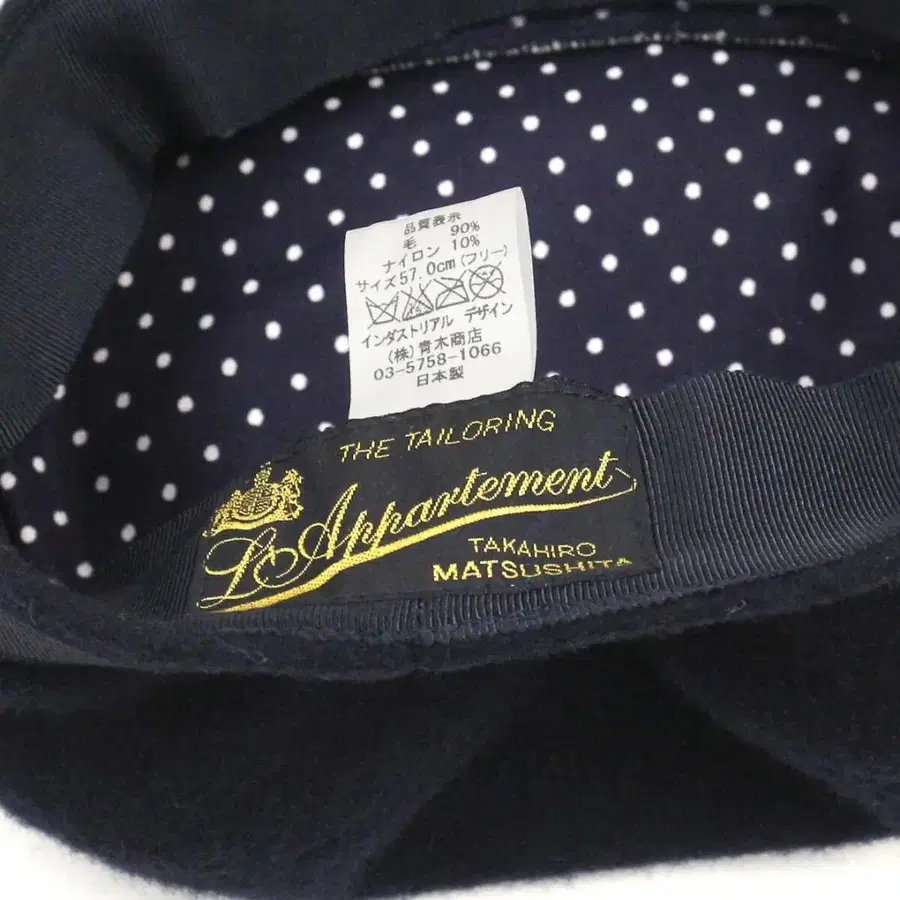 品質表示
毛 90%
ナイロン 10%
サイズ57.0cm(フリー)
インダストリアル デザイン
(株)青木商店
03-5758-1066
日本製
THE TAILORING
L'Appartement
TAKAHIRO
MATSUSHITA